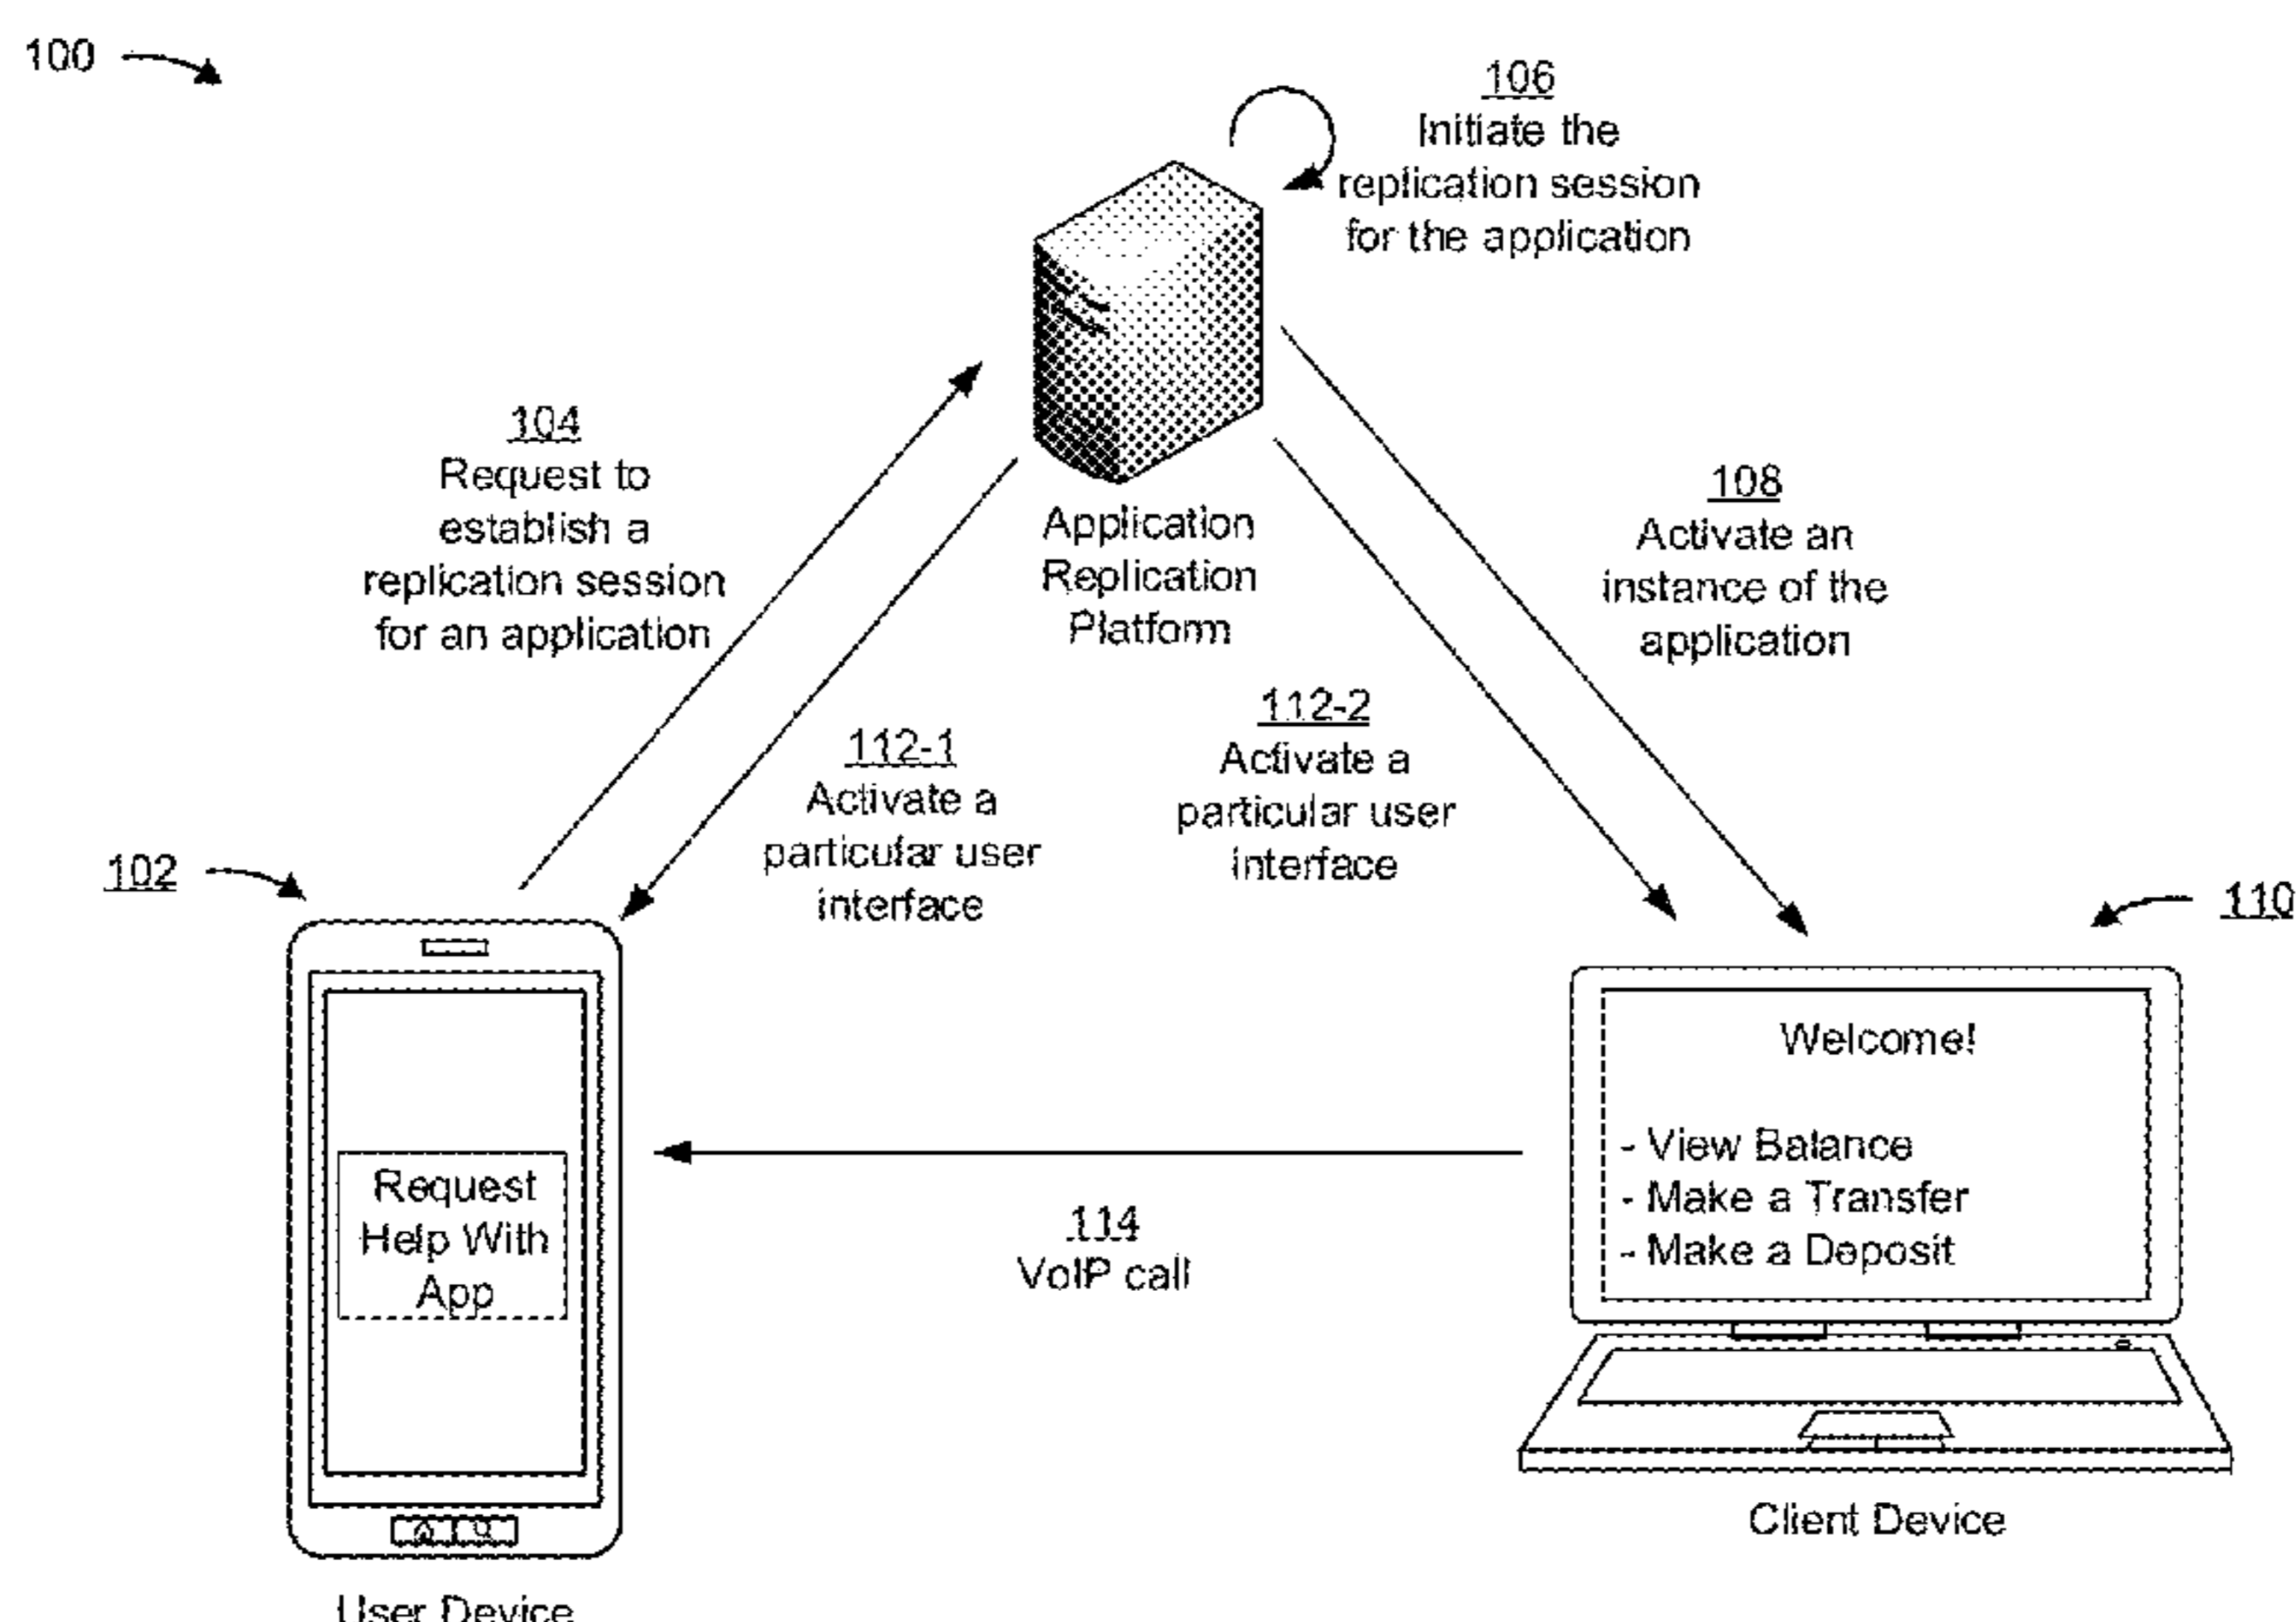 100
106
Initiate the
replication session
for the application
104
Request to
establish a
replication session
for an application
Application
Replication
Platform
108
Activate an
instance of the
application
112-1
Activate a
particular user
interface
112-2
Activate a
particular user
interface
102
110
Request
Help With
App
114
VoIP call
Welcome!
- View Balance
- Make a Transfer
- Make a Deposit
Client Device
User Device